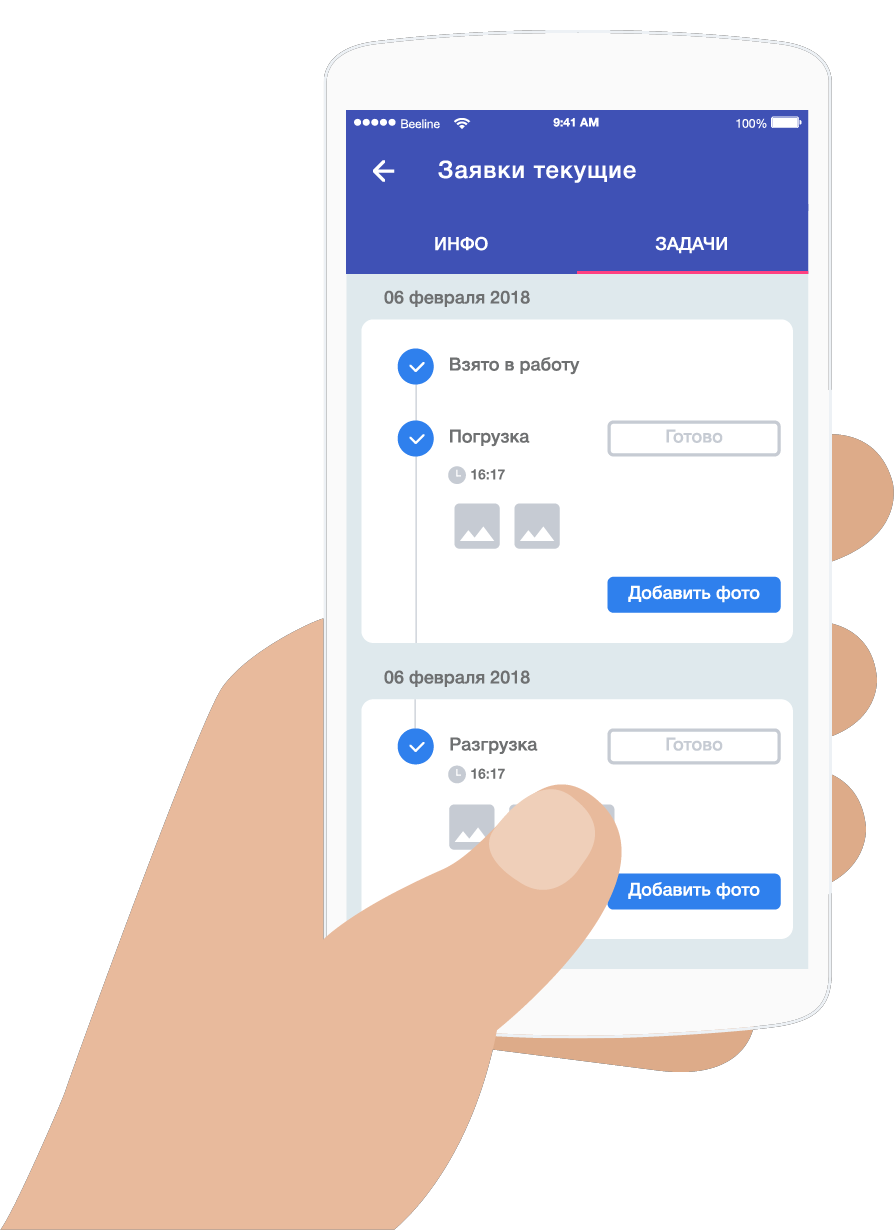 Beeline 9:41 AM 100%
Заявки текущие
ИНФО ЗАДАЧИ
06 февраля 2018
Взято в работу
Погрузка Готово
16:17
Добавить фото
06 февраля 2018
Разгрузка Готово
16:17
Добавить фото